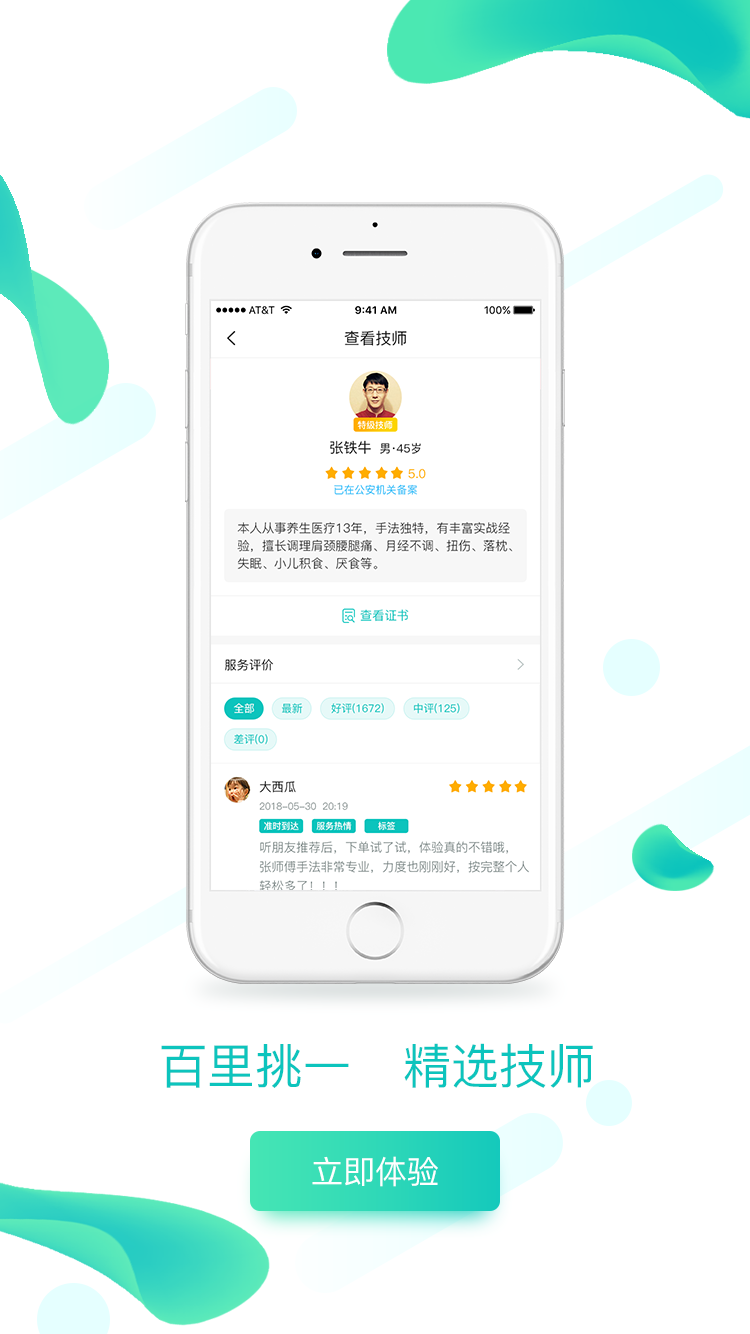 AT&T 9:41 AM 100%
查看技师
特级技师
张铁牛 男·45岁
5.0
已在公安机关备案
本人从事养生医疗13年，手法独特，有丰富实战经
验，擅长调理肩颈腰腿痛、月经不调、扭伤、落枕、
失眠、小儿积食、厌食等。
查看证书
服务评价
全部 最新 好评(1672) 中评(125)
差评(0)
大西瓜
2018-05-30 20:19
准时到达 服务热情 标签
听朋友推荐后，下单试了试，体验真的不错哦，
张师傅手法非常专业，力度也刚刚好，按完整个人
轻松多了！！！
百里挑一 精选技师
立即体验